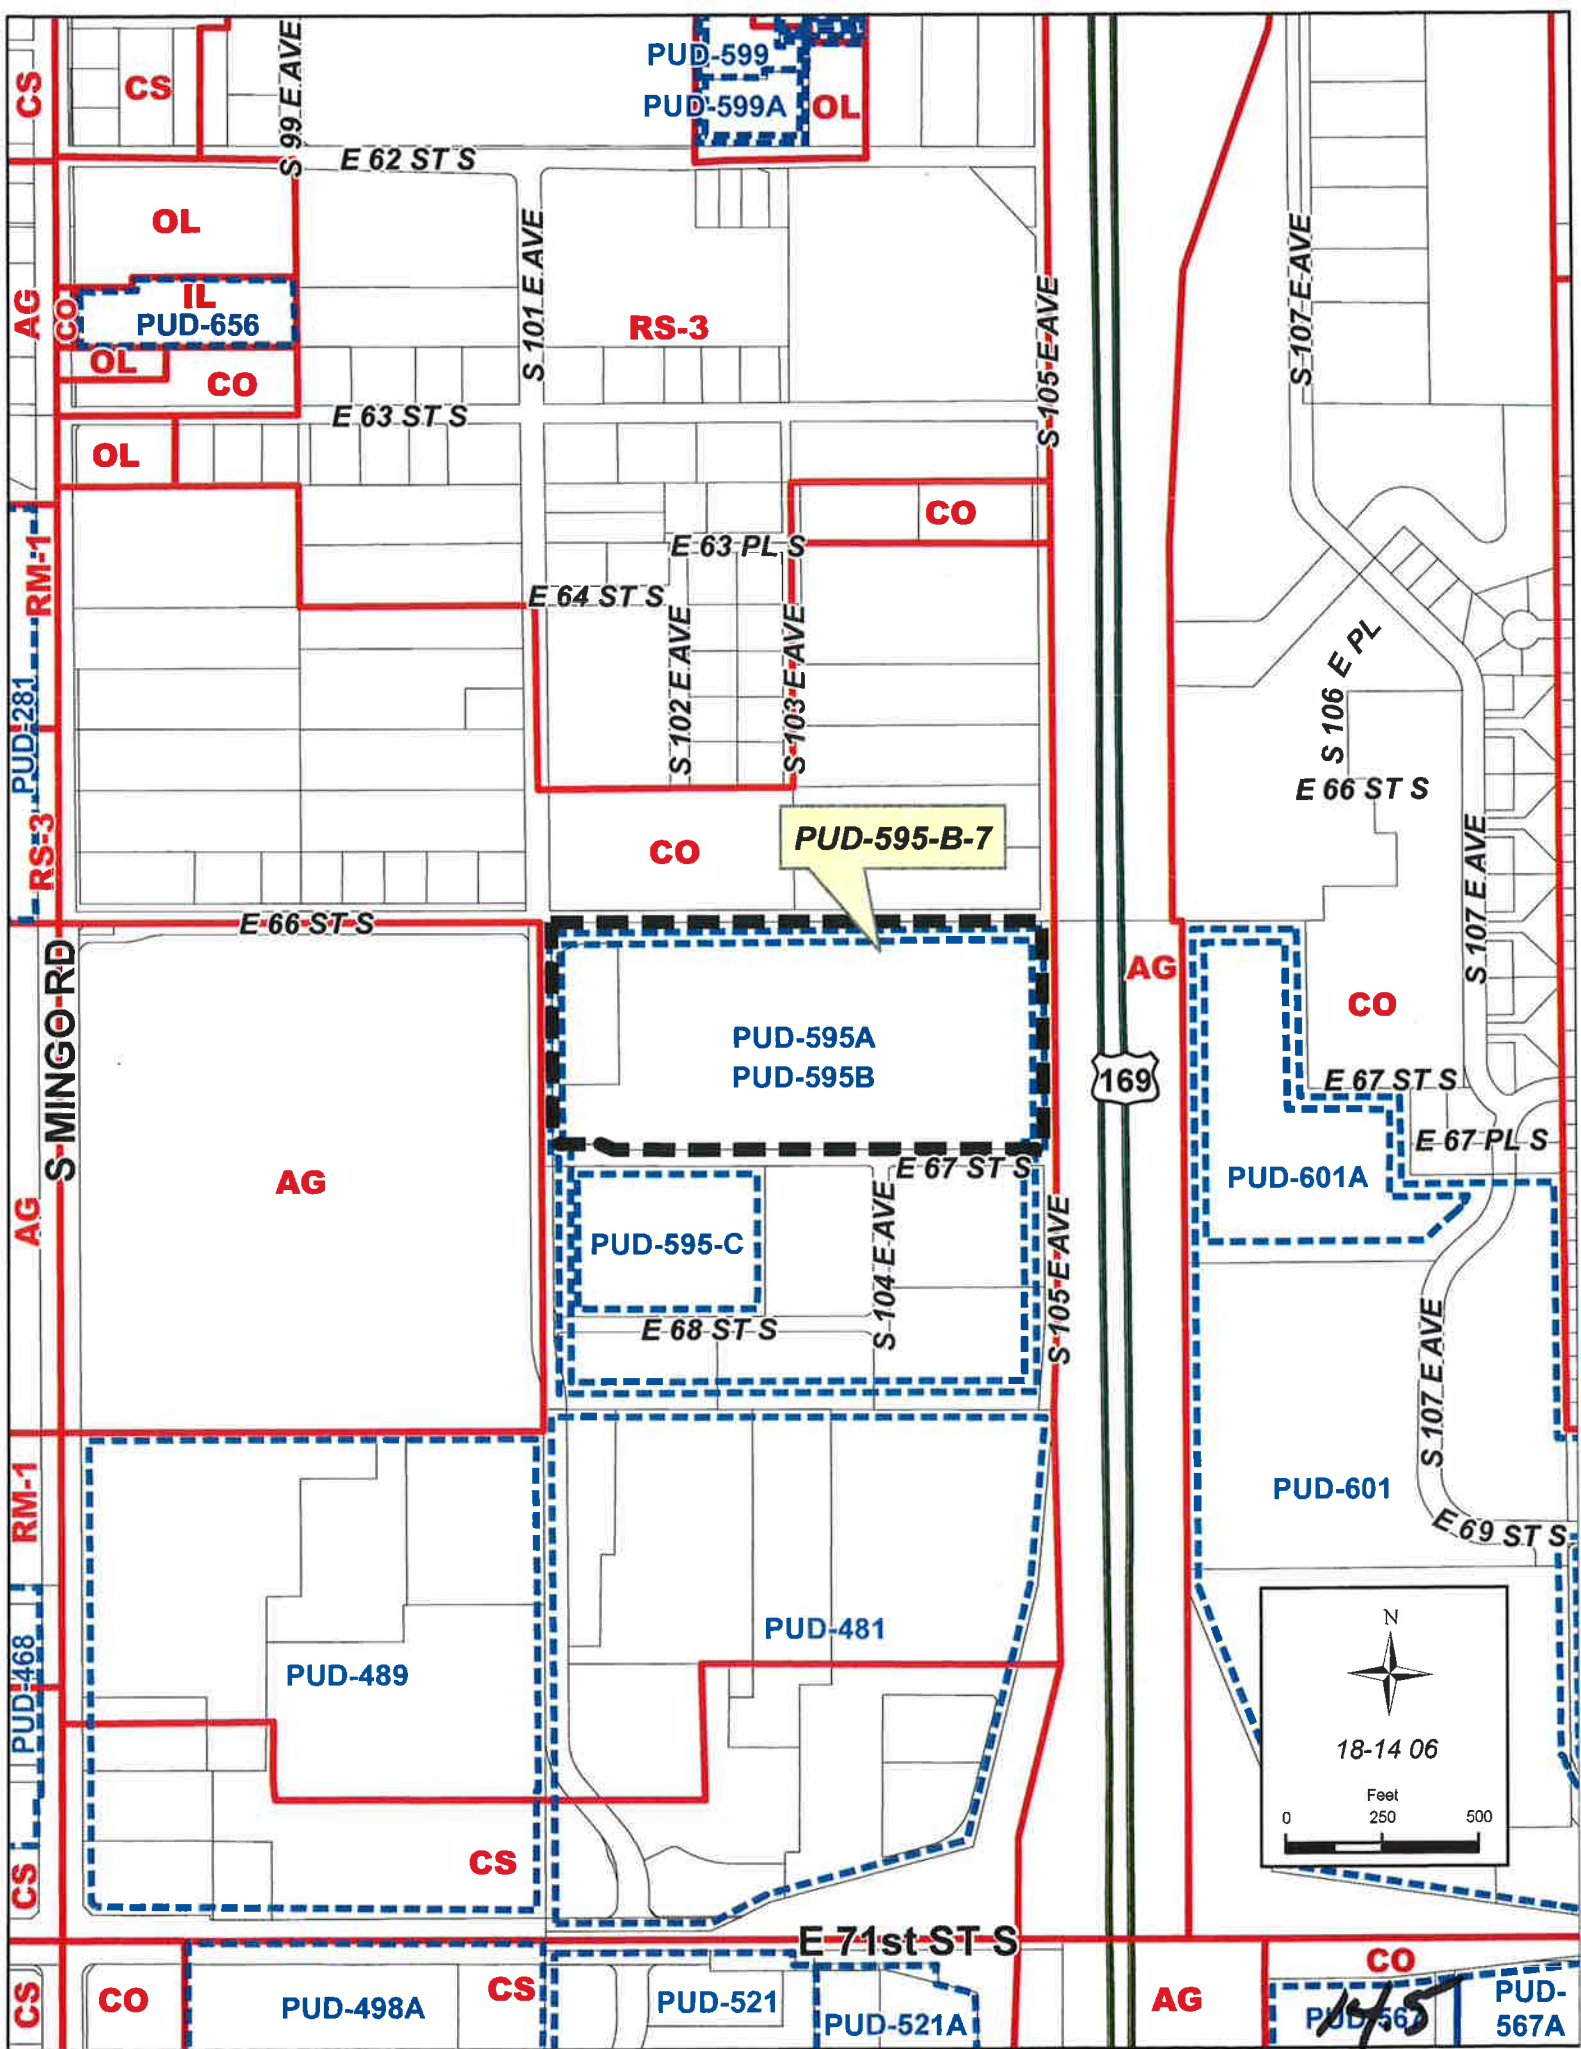 PUD-599
CS
CS
S 99 E AVE
PUD-599A
OL
E 62 ST S
OL
S 101 E AVE
S 107 E AVE
AG
CO
IL
PUD-656
RS-3
S 105 E AVE
OL
CO
E 63 ST S
OL
CO
RM-1
E 63 PL S
E 64 ST S
S 102 E AVE
S 103 E AVE
S 106 E PL
PUD-281
E 66 ST S
RS-3
CO
PUD-595-B-7
S 107 E AVE
E 66 ST S
S MINGO RD
AG
CO
PUD-595A
PUD-595B
169
E 67 ST S
E 67 PL S
AG
AG
E 67 ST S
PUD-601A
PUD-595-C
S 104 E AVE
S 105 E AVE
E 68 ST S
S 107 E AVE
RM-1
PUD-601
E 69 ST S
PUD-468
PUD-489
PUD-481
N
18-14 06
Feet
0 250 500
CS
CS
E 71st ST S
CS
CO
PUD-498A
CS
PUD-521
PUD-521A
AG
CO
PUD-567
14.5
PUD-
567A